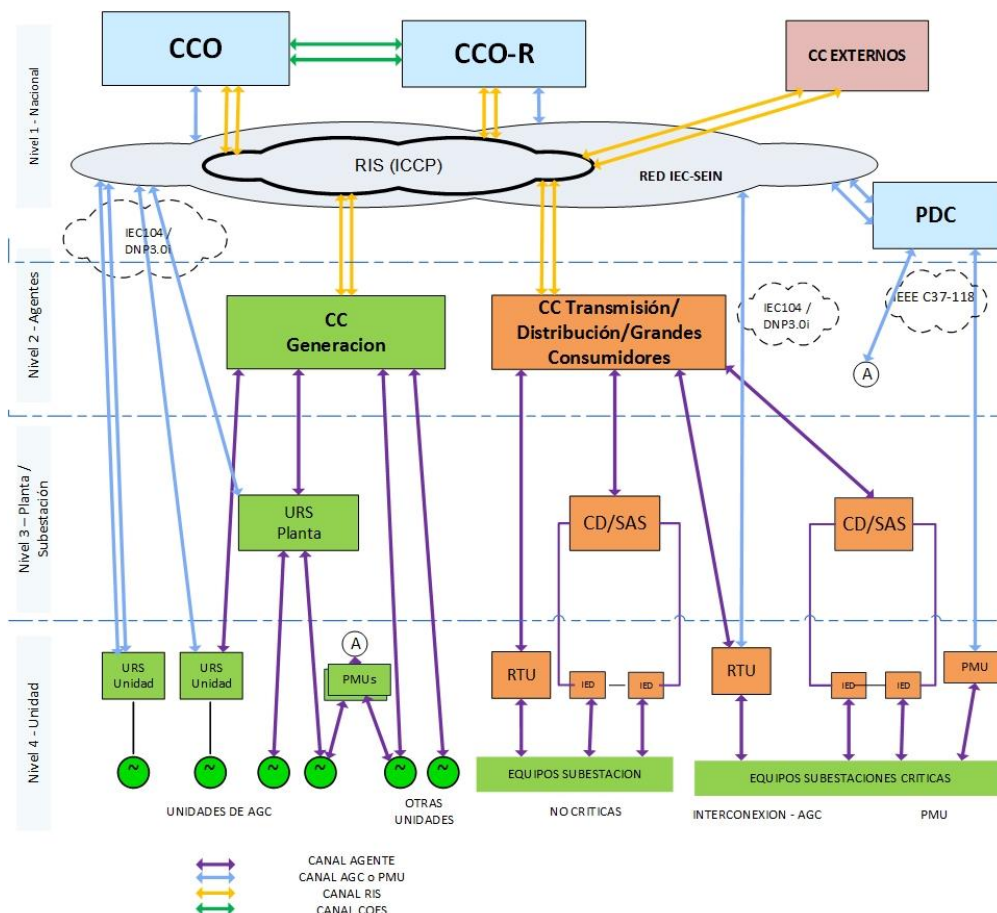 CCO
CCO-R
CC EXTERNOS
Nivel 1 - Nacional
RIS (ICCP)
RED IEC-SEIN
PDC
IEC104 /
DNP3.0i
Nivel 2 - Agentes
CC
Generacion
CC Transmisión/
Distribución/Grandes
Consumidores
IEC104 /
DNP3.0i
IEEE C37-118
A
Nivel 3 – Planta /
Subestación
URS
Planta
CD/SAS
CD/SAS
Nivel 4 - Unidad
URS
Unidad
URS
Unidad
A
PMUs
RTU
IED
IED
RTU
IED
IED
PMU
~
~
~
~
~
~
EQUIPOS SUBESTACION
EQUIPOS SUBESTACIONES CRITICAS
UNIDADES DE AGC
OTRAS
UNIDADES
NO CRITICAS
INTERCONEXION - AGC
PMU
CANAL AGENTE
CANAL AGC o PMU
CANAL RIS
CANAL COES